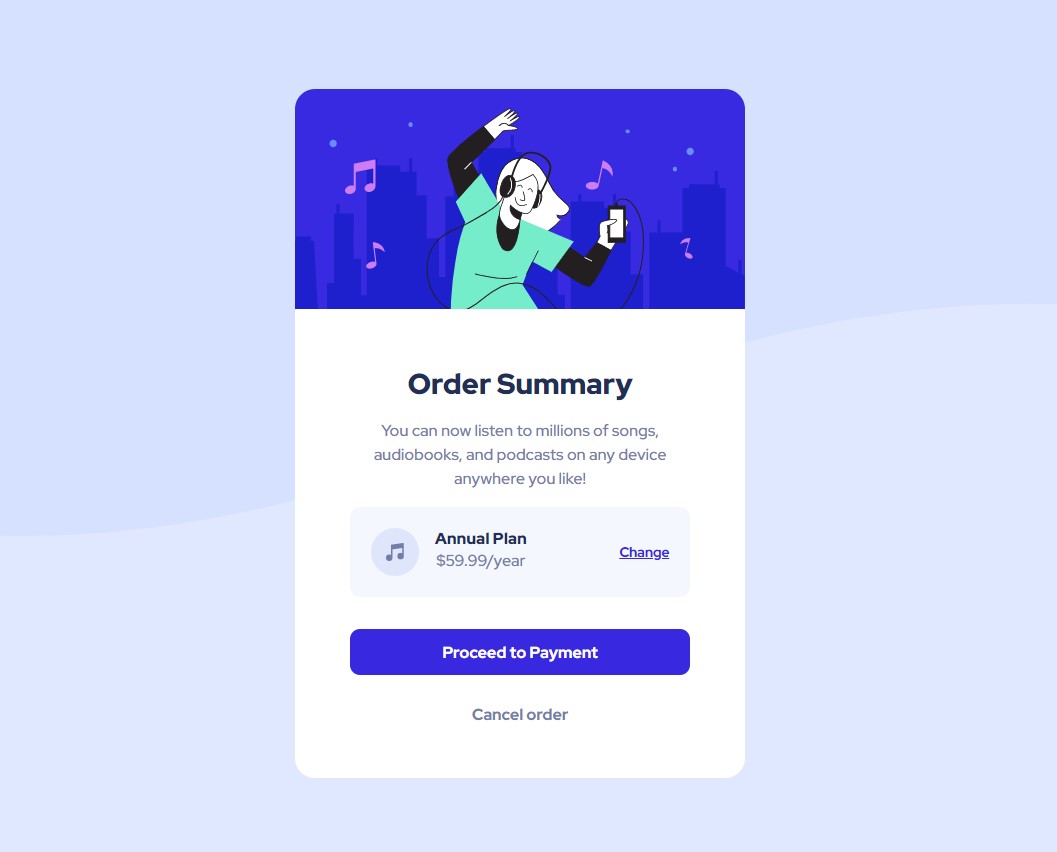 Order Summary
You can now listen to millions of songs,
audiobooks, and podcasts on any device
anywhere you like!
Annual Plan
$59.99/year
Change
Proceed to Payment
Cancel order